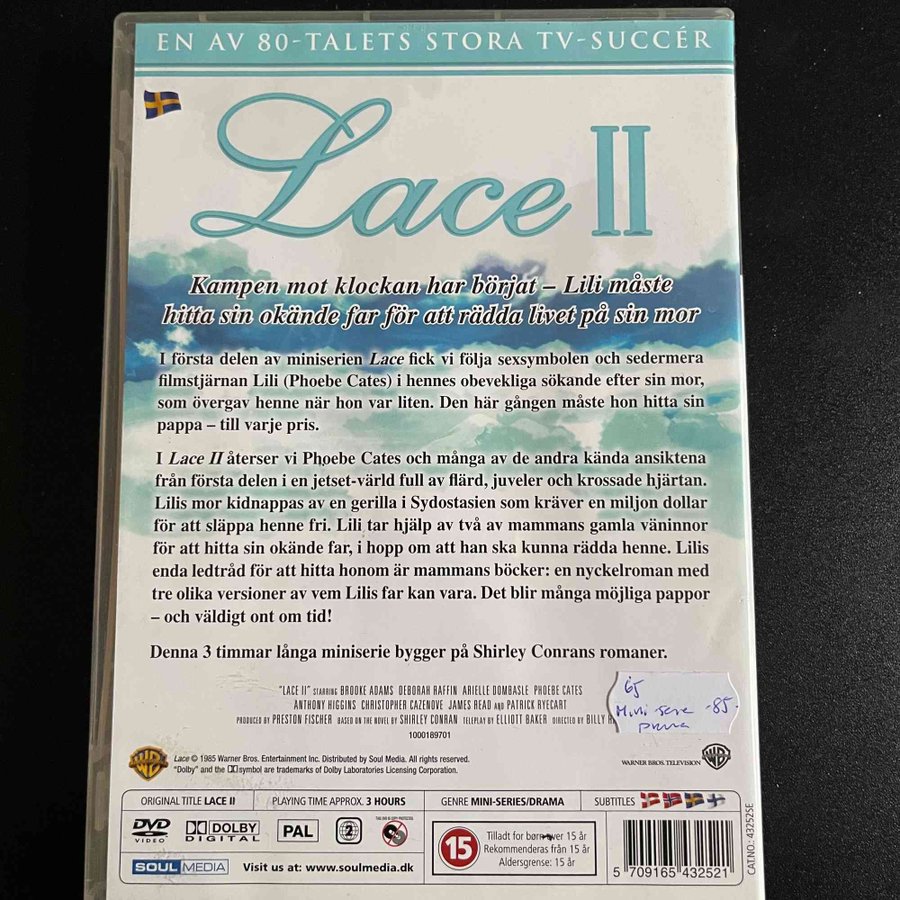 EN AV 80-TALETS STORA TV-SUCCÉR
Lace II
Kampen mot klockan har börjat – Lili måste
hitta sin okände far för att rädda livet på sin mor
I första delen av miniserien Lace fick vi följa sexsymbolen och sedermera
filmstjärnan Lili (Phoebe Cates) i hennes obevekliga sökande efter sin mor,
som övergav henne när hon var liten. Den här gången måste hon hitta sin
pappa – till varje pris.
I Lace II återser vi Phoebe Cates och många av de andra kända ansiktena
från första delen i en jetset-värld full av flärd, juveler och krossade hjärtan.
Lilis mor kidnappas av en gerilla i Sydostasien som kräver en miljon dollar
för att släppa henne fri. Lili tar hjälp av två av mammans gamla väninnor
för att hitta sin okände far, i hopp om att han ska kunna rädda henne. Lilis
enda ledtråd för att hitta honom är mammans böcker: en nyckelroman med
tre olika versioner av vem Lilis far kan vara. Det blir många möjliga pappor
– och väldigt ont om tid!
Denna 3 timmar långa miniserie bygger på Shirley Conrans romaner.
"LACE II" STARRING BROOKE ADAMS DEBORAH RAFFIN ARIELLE DOMBASLE PHOEBE CATES
ANTHONY HIGGINS CHRISTOPHER CAZENOVE JAMES READ AND PATRICK RYECART
PRODUCED BY PRESTON FISCHER BASED ON THE NOVEL BY SHIRLEY CONRAN TELEPLAY BY ELLIOTT BAKER DIRECTED BY BILLY
1000189701
65
Mini serie -85-
WB
Lace © 1985 Warner Bros. Entertainment Inc. Distributed by Soul Media. All rights reserved.
"Dolby" and the symbol are trademarks of Dolby Laboratories Licensing Corporation.
WB
WARNER BROS. TELEVISION
ORIGINAL TITLE LACE II PLAYING TIME APPROX. 3 HOURS GENRE MINI-SERIES/DRAMA SUBTITLES
DVD VIDEO DOLBY DIGITAL PAL 2
15 Tilladt for børn over 15 år
Rekommenderas från 15 år
Aldersgrense: 15 år
SOUL MEDIA Visit us at: www.soulmedia.dk
5 709165 432521
CAT.NO.: 43252SE